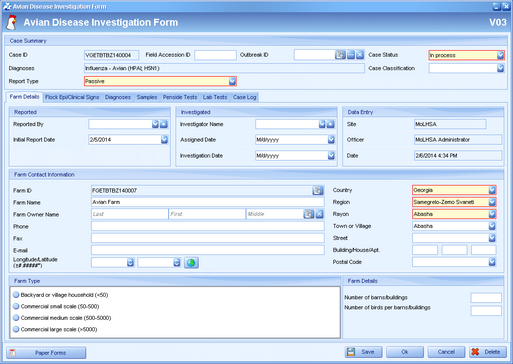 Avian Disease Investigation Form
Avian Disease Investigation Form V03
Case Summary
Case ID VGETBTBZ140004 Field Accession ID Outbreak ID Case Status In process
Diagnoses Influenza - Avian (HPAI, H5N1) Case Classification
Report Type Passive
Farm Details Flock Epi/Clinical Signs Diagnoses Samples Penside Tests Lab Tests Case Log
Reported Investigated Data Entry
Reported By Investigator Name Site MoLHSA
Initial Report Date 2/5/2014 Assigned Date M/d/yyyy Officer MoLHSA Administrator
Investigation Date M/d/yyyy Date 2/6/2014 4:34 PM
Farm Contact Information
Farm ID FGETBTBZ140007 Country Georgia
Farm Name Avian Farm Region Samegrelo-Zemo Svaneti
Farm Owner Name Last First Middle Rayon Abasha
Phone Town or Village Abasha
Fax Street
E-mail Building/House/Apt.
Longitude/Latitude Postal Code
(±#.#####°)
Farm Type Farm Details
Backyard or village household (<50)
Commercial small scale (50-500) Number of barns/buildings
Commercial medium scale (500-5000) Number of birds per barns/buildings
Commercial large scale (>5000)
Paper Forms Save Ok Cancel Delete